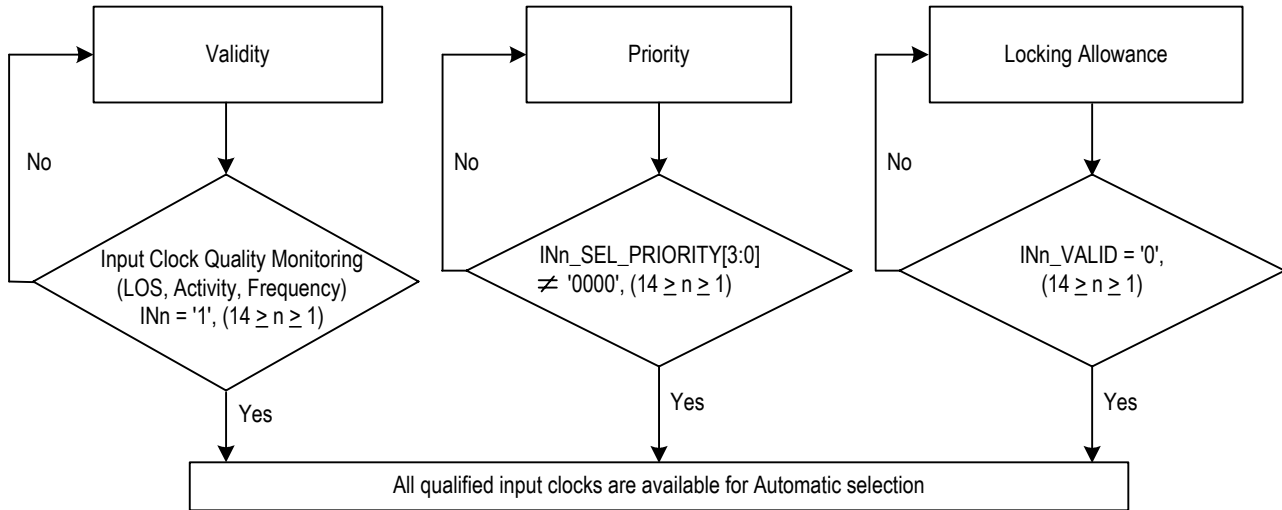 Validity
Priority
Locking Allowance
No
No
No
Input Clock Quality Monitoring
(LOS, Activity, Frequency)
INn = '1', (14 ≥ n ≥ 1)
INn_SEL_PRIORITY[3:0]
≠ '0000', (14 ≥ n ≥ 1)
INn_VALID = '0',
(14 ≥ n ≥ 1)
Yes
Yes
Yes
All qualified input clocks are available for Automatic selection